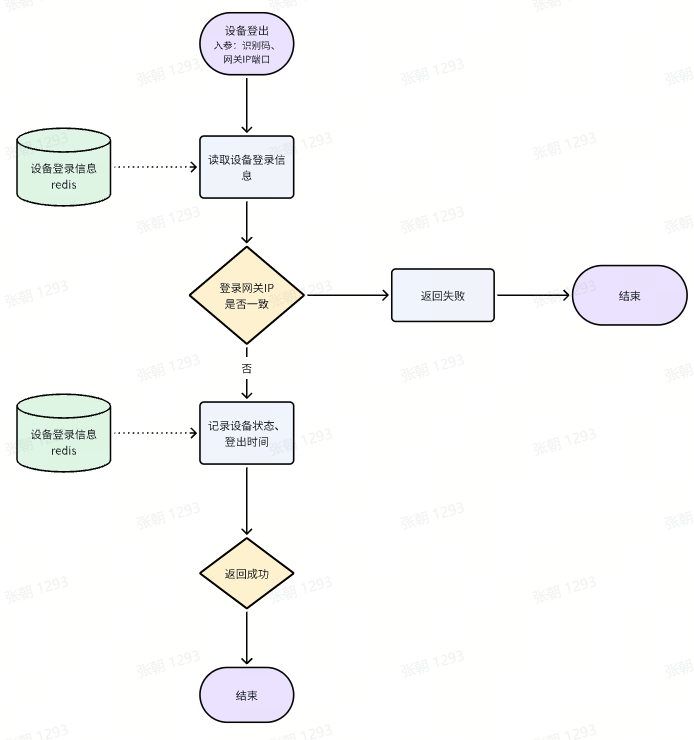 设备登出
入参：识别码、
网关IP端口
设备登录信息
redis
读取设备登录信
息
登录网关IP
是否一致
返回失败
结束
否
设备登录信息
redis
记录设备状态、
登出时间
返回成功
结束
张朝 1293